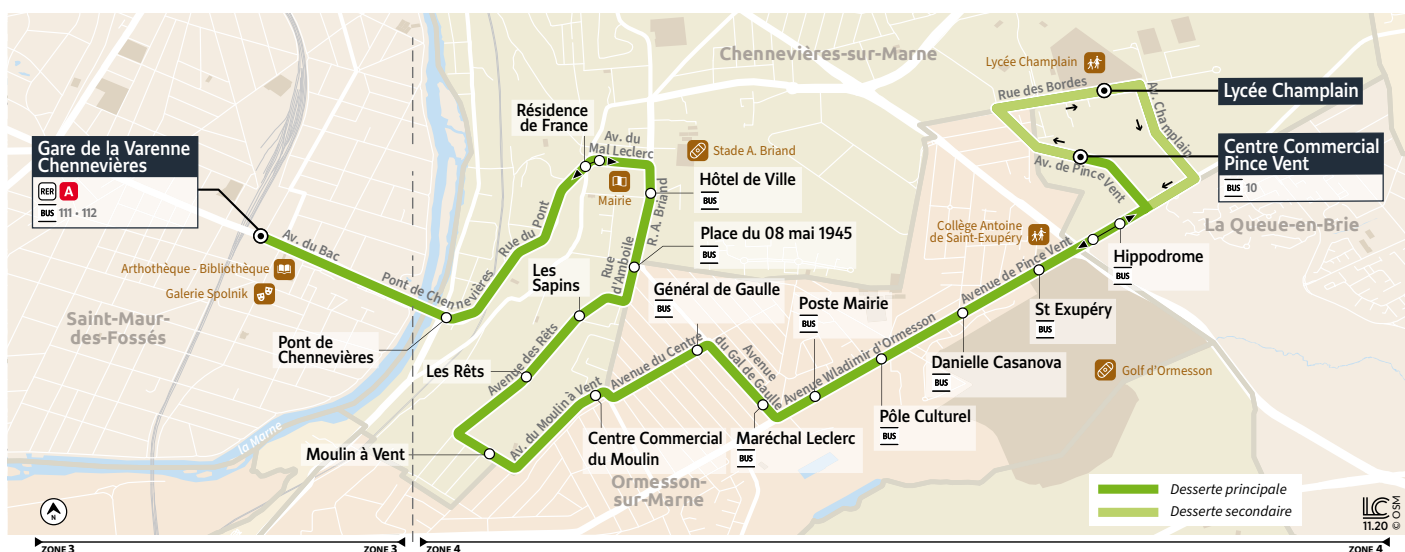 Chennevières-sur-Marne
Lycée Champlain
Rue des Bordes
Av. Champlain
Lycée Champlain
Centre Commercial
Pince Vent
BUS 10
Av. de Pince Vent
La Queue-en-Brie
Résidence
de France
Av. du
Mal Leclerc
Stade A. Briand
Mairie
Hôtel de Ville
BUS
R. A. Briand
Gare de la Varenne
Chennevières
RER A
BUS 111 • 112
Av. du Bac
Rue du Pont
Place du 08 mai 1945
BUS
Rue
d'Amboile
Collège Antoine
de Saint-Exupéry
Hippodrome
BUS
Avenue de Pince Vent
Arthothèque - Bibliothèque
Galerie Spolnik
Pont de Chennevières
Les
Sapins
Général de Gaulle
BUS
Poste Mairie
BUS
St Exupéry
BUS
Saint-Maur-
des-Fossés
Pont de
Chennevières
Les Rêts
Avenue des Rêts
Avenue du Centre
Avenue
du Gal de Gaulle
Avenue Wladimir d'Ormesson
Danielle Casanova
BUS
Golf d'Ormesson
la Marne
Moulin à Vent
Av. du Moulin à Vent
Centre Commercial
du Moulin
Maréchal Leclerc
BUS
Pôle Culturel
BUS
Ormesson-
sur-Marne
Desserte principale
Desserte secondaire
N
LC
11.20
© OSM
ZONE 3
ZONE 3
ZONE 4
ZONE 4